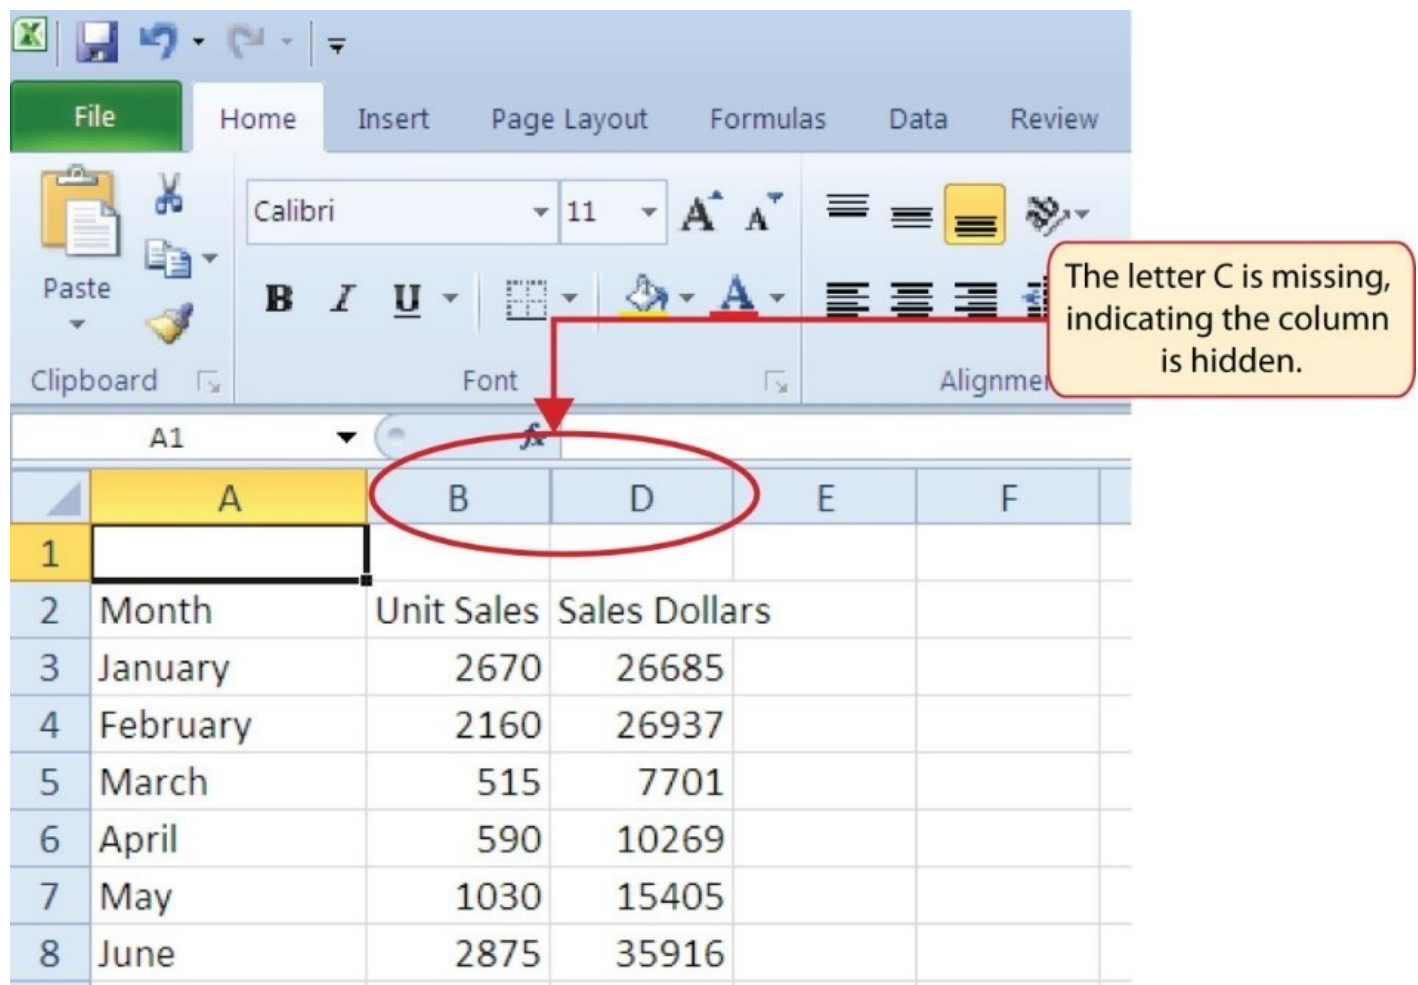 File Home Insert Page Layout Formulas Data Review
Calibri 11 A A
Paste B I U A
The letter C is missing,
indicating the column
is hidden.
Clipboard Font Alignme
A1 fx
A B D E F
1
2 Month Unit Sales Sales Dollars
3 January 2670 26685
4 February 2160 26937
5 March 515 7701
6 April 590 10269
7 May 1030 15405
8 June 2875 35916